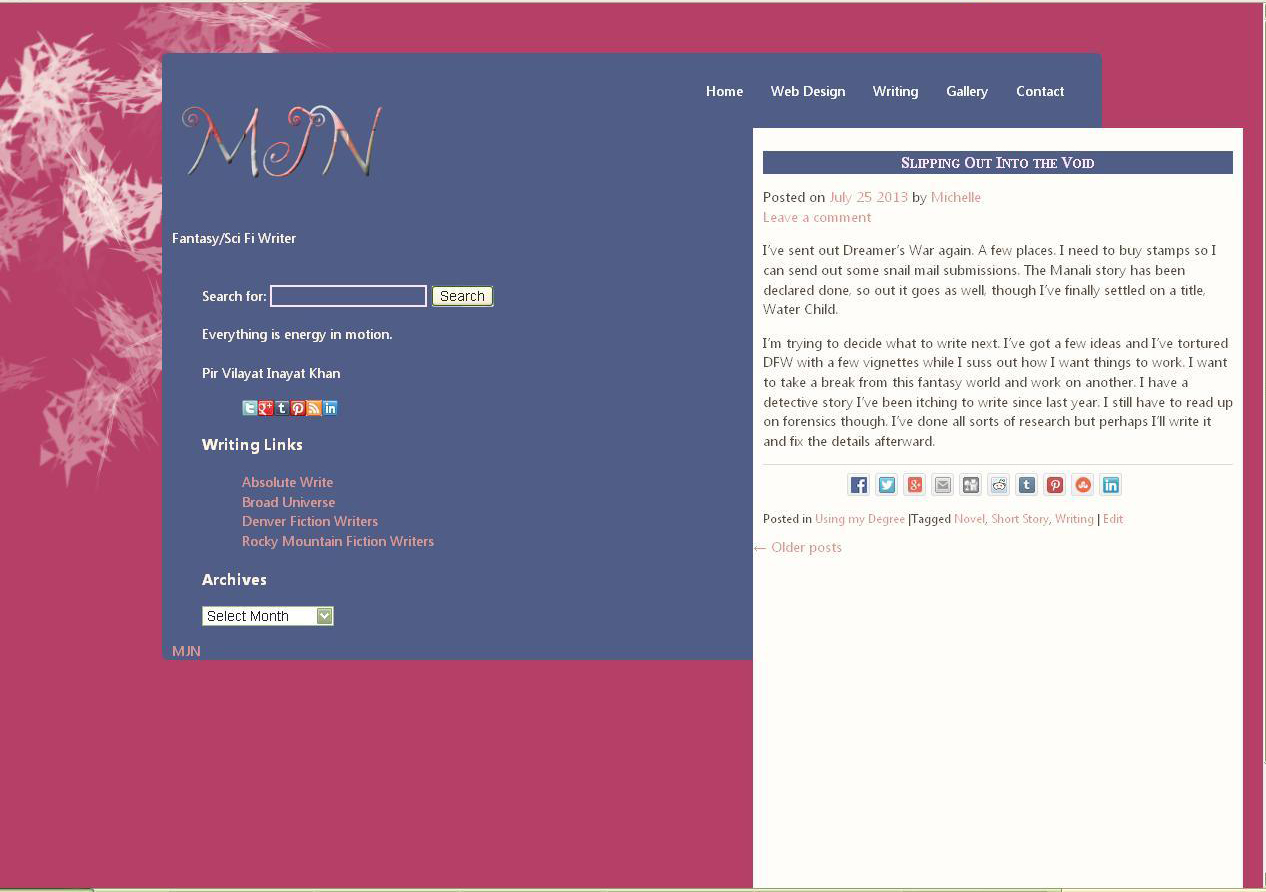 Home Web Design Writing Gallery Contact
MJN
Fantasy/Sci Fi Writer
Search for: Search
Everything is energy in motion.
Pir Vilayat Inayat Khan
Writing Links
Absolute Write
Broad Universe
Denver Fiction Writers
Rocky Mountain Fiction Writers
Archives
Select Month
MJN
Slipping Out Into the Void
Posted on July 25 2013 by Michelle
Leave a comment
I've sent out Dreamer's War again. A few places. I need to buy stamps so I
can send out some snail mail submissions. The Manali story has been
declared done, so out it goes as well, though I've finally settled on a title,
Water Child.
I'm trying to decide what to write next. I've got a few ideas and I've tortured
DFW with a few vignettes while I suss out how I want things to work. I want
to take a break from this fantasy world and work on another. I have a
detective story I've been itching to write since last year. I still have to read up
on forensics though. I've done all sorts of research but perhaps I'll write it
and fix the details afterward.
Posted in Using my Degree |Tagged Novel, Short Story, Writing | Edit
← Older posts